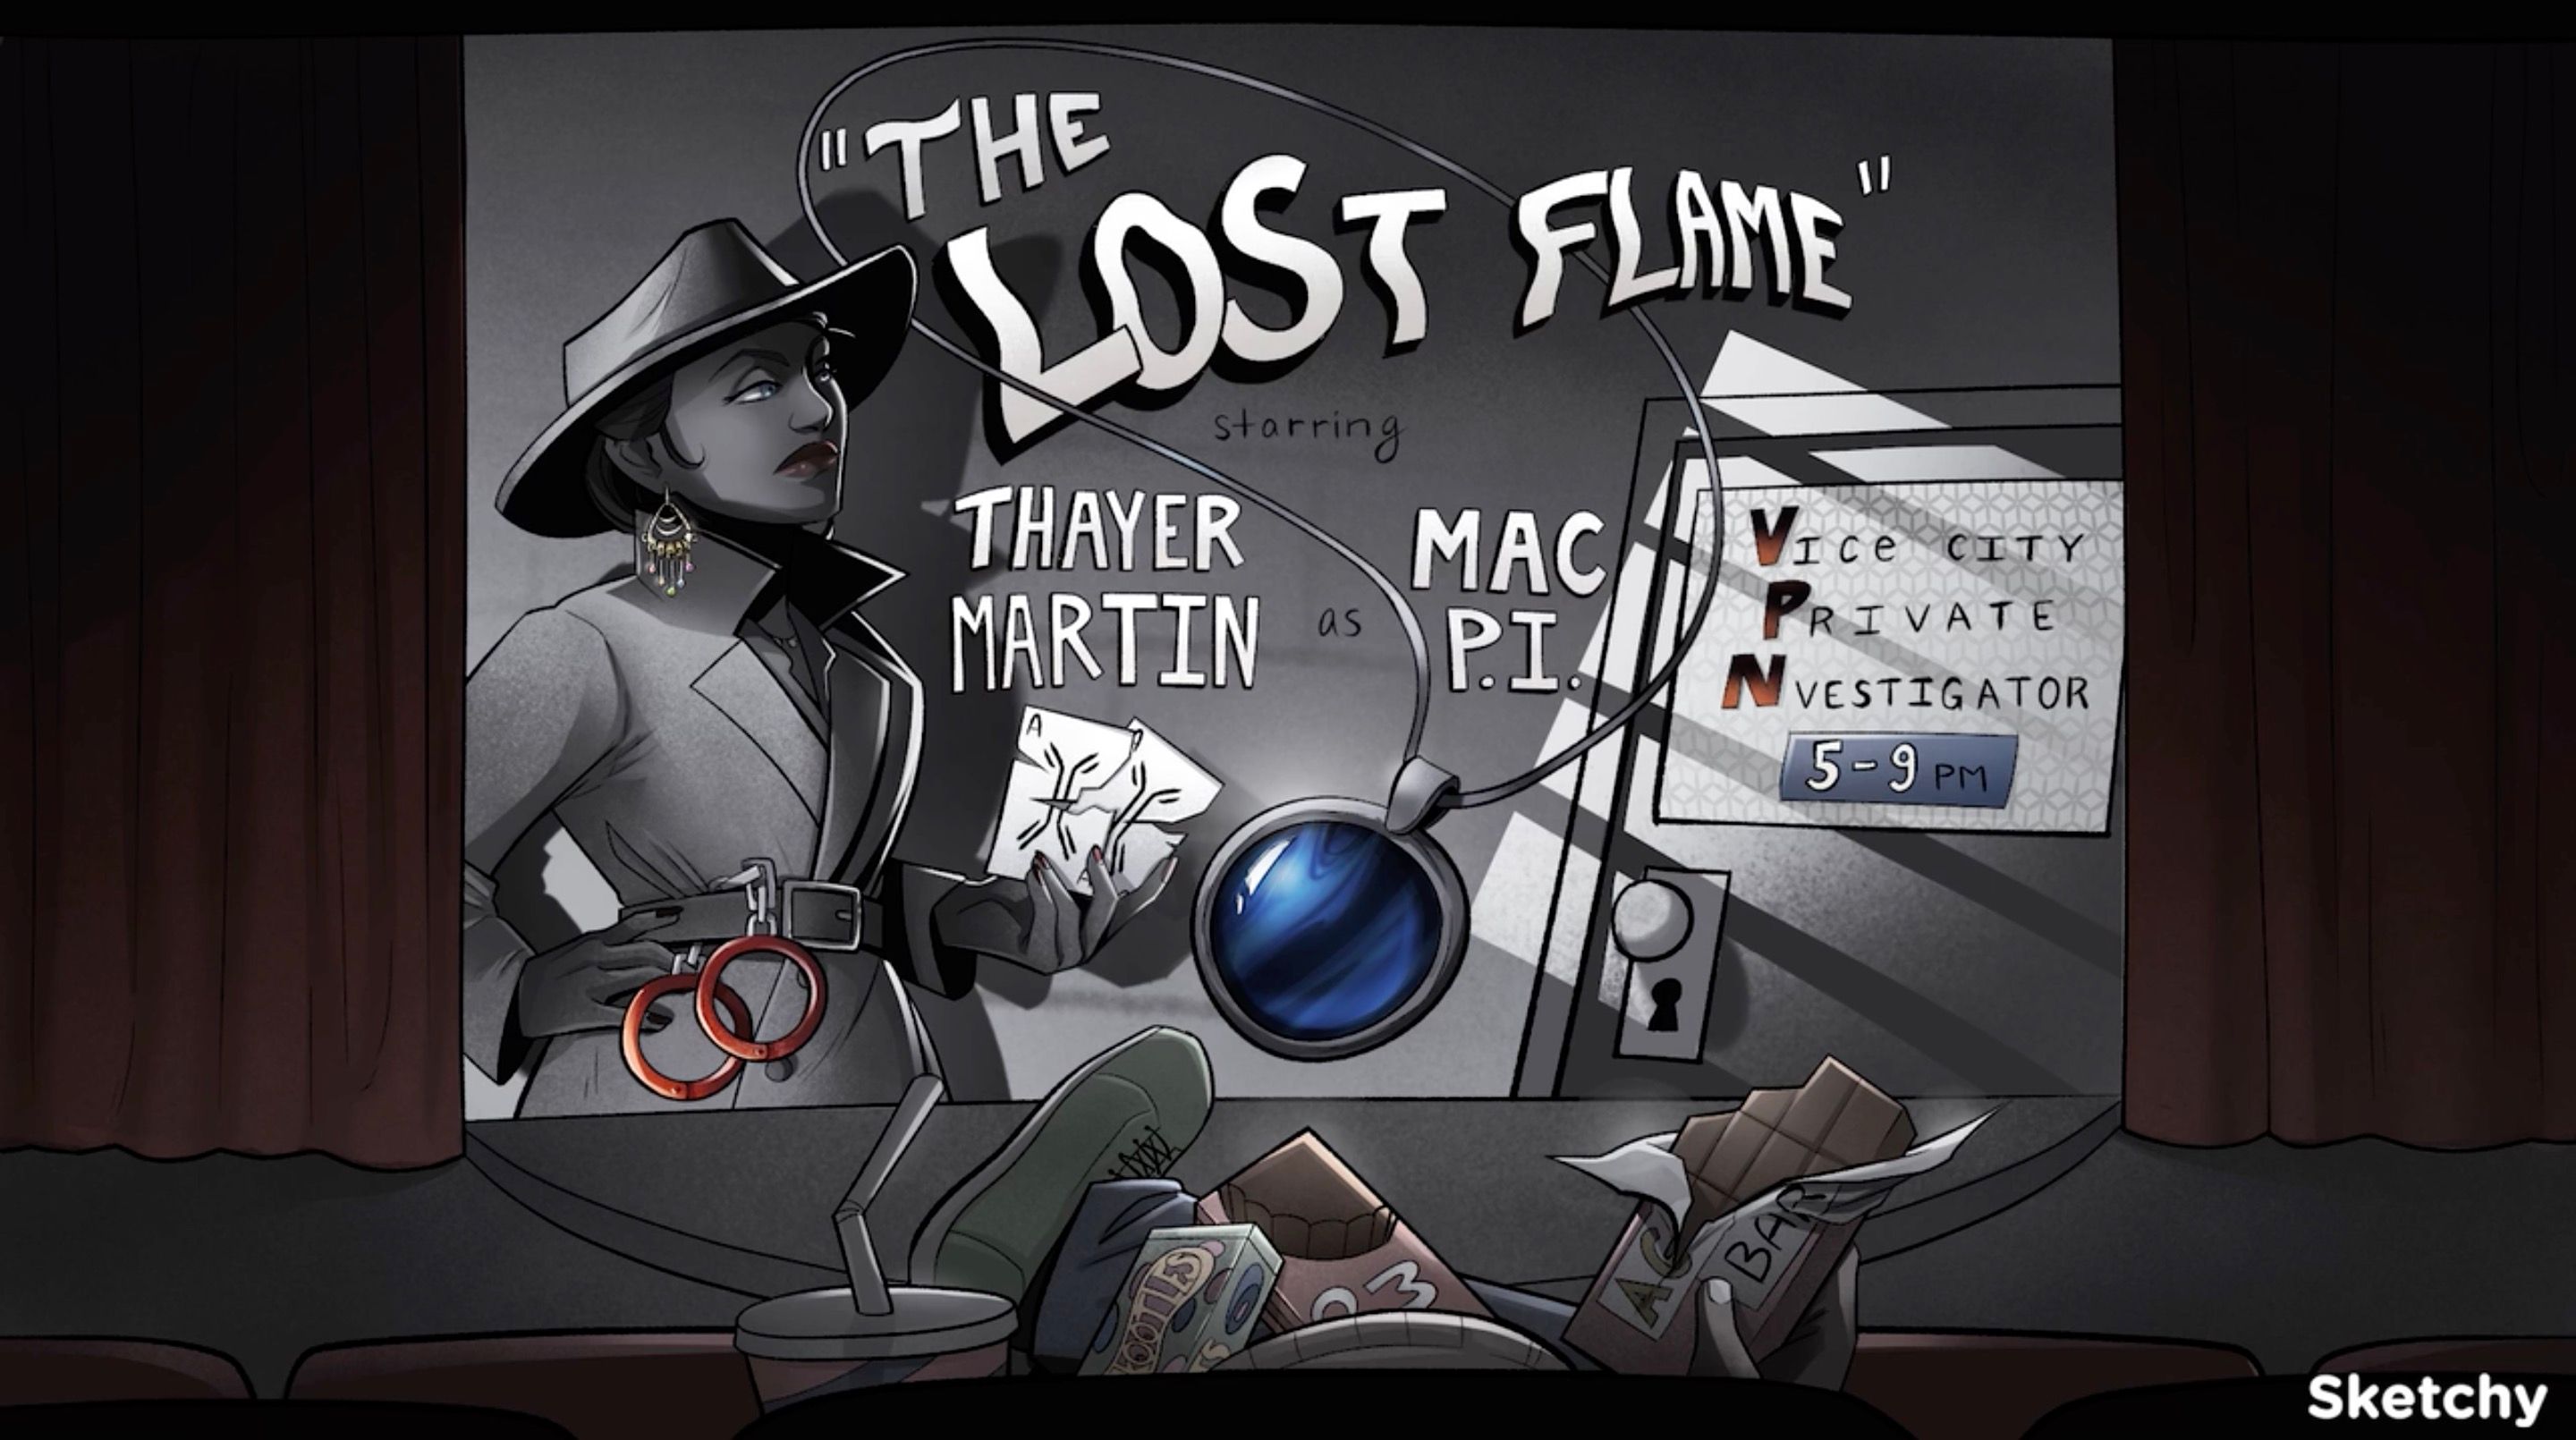 "THE
LOST FLAME"
starring
THAYER
MARTIN
as
MAC
P.I.
A
VICE CITY
PRIVATE
NVESTIGATOR
5-9 PM
BAR
Sketchy